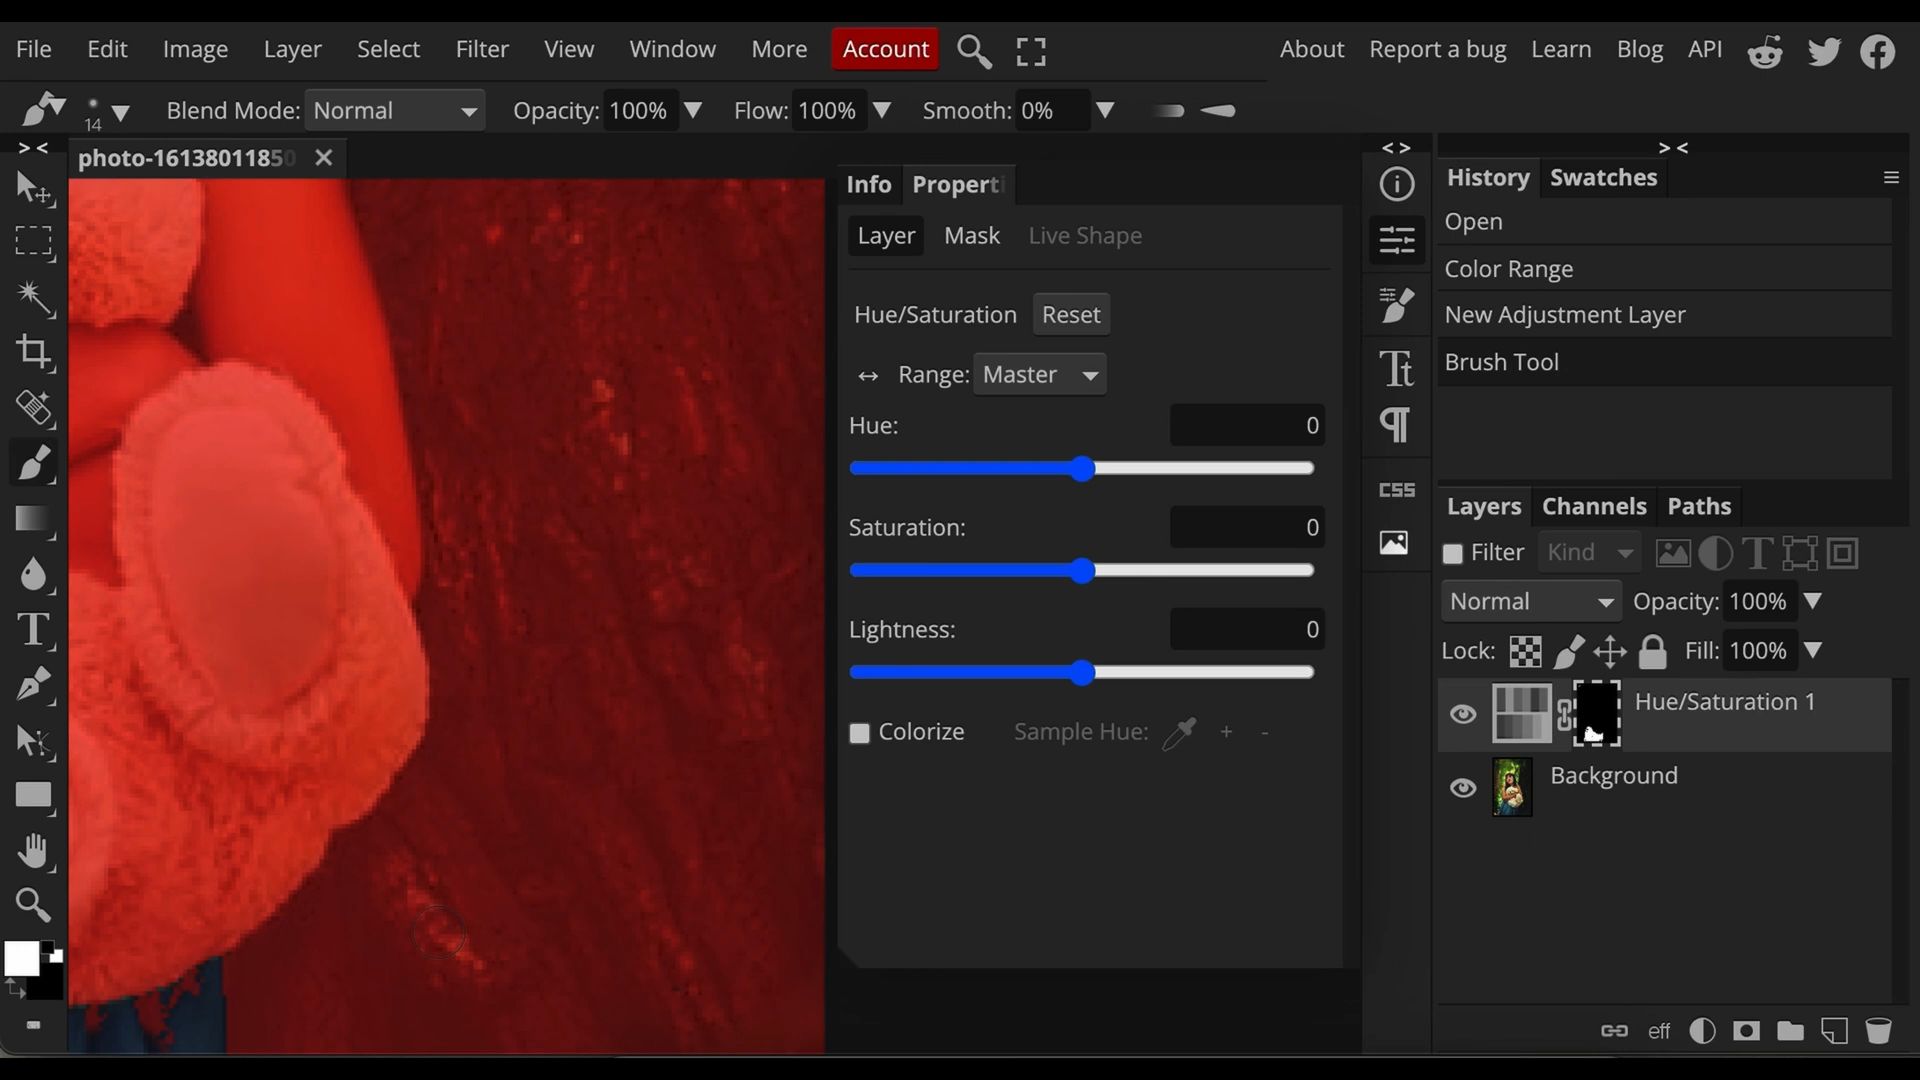 File Edit Image Layer Select Filter View Window More Account About Report a bug Learn Blog API
14 Blend Mode: Normal Opacity: 100% Flow: 100% Smooth: 0%
> < photo-16138011850 × < > > <
Info Properti
Layer Mask Live Shape
Hue/Saturation Reset
↔ Range: Master
Hue: 0
Saturation: 0
Lightness: 0
Colorize Sample Hue: + -
Tt
¶
CSS
History Swatches
Open
Color Range
New Adjustment Layer
Brush Tool
Layers Channels Paths
Filter Kind
Normal Opacity: 100%
Lock: Fill: 100%
Hue/Saturation 1
Background
eff